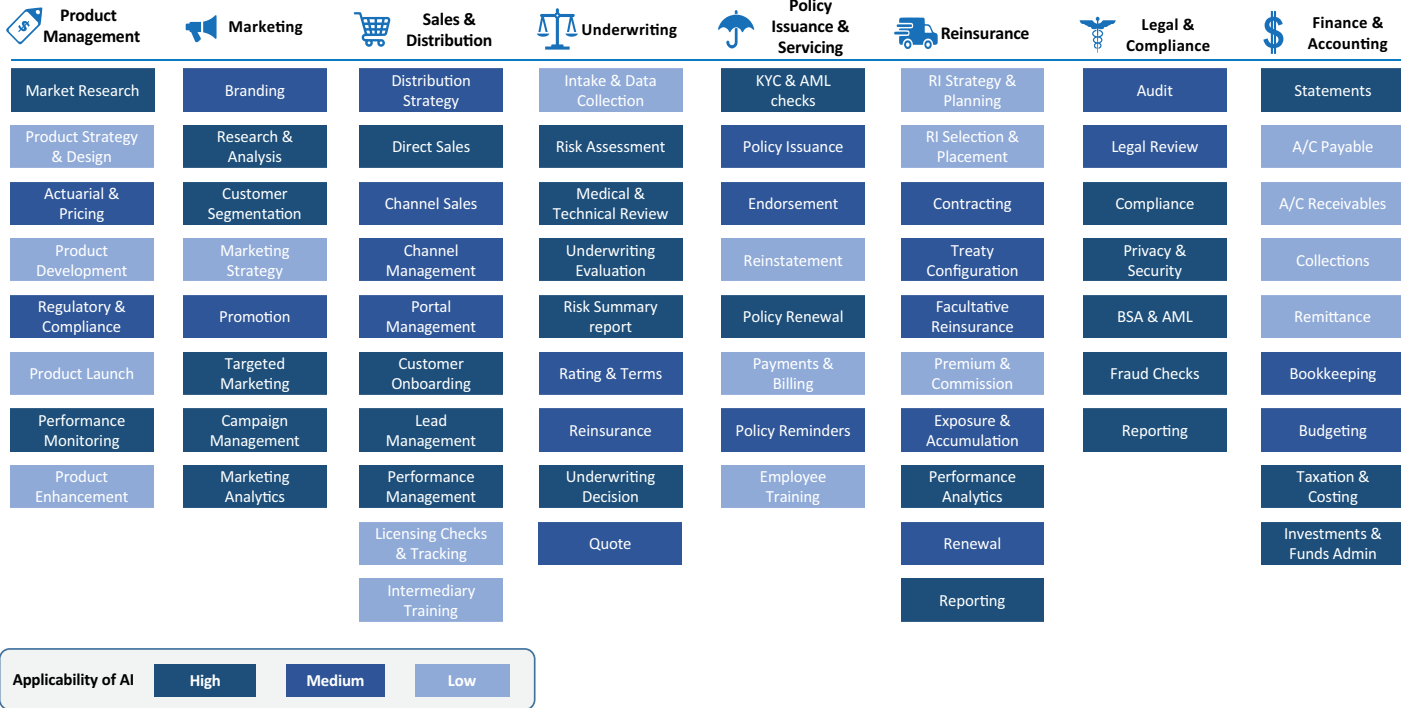 Product
Management
Marketing
Sales &
Distribution
Underwriting
Policy
Issuance &
Servicing
Reinsurance
Legal &
Compliance
Finance &
Accounting
Market Research
Product Strategy
& Design
Actuarial &
Pricing
Product
Development
Regulatory &
Compliance
Product Launch
Performance
Monitoring
Product
Enhancement
Branding
Research &
Analysis
Customer
Segmentation
Marketing
Strategy
Promotion
Targeted
Marketing
Campaign
Management
Marketing
Analytics
Distribution
Strategy
Direct Sales
Channel Sales
Channel
Management
Portal
Management
Customer
Onboarding
Lead
Management
Performance
Management
Licensing Checks
& Tracking
Intermediary
Training
Intake & Data
Collection
Risk Assessment
Medical &
Technical Review
Underwriting
Evaluation
Risk Summary
report
Rating & Terms
Reinsurance
Underwriting
Decision
Quote
KYC & AML
checks
Policy Issuance
Endorsement
Reinstatement
Policy Renewal
Payments &
Billing
Policy Reminders
Employee
Training
RI Strategy &
Planning
RI Selection &
Placement
Contracting
Treaty
Configuration
Facultative
Reinsurance
Premium &
Commission
Exposure &
Accumulation
Performance
Analytics
Renewal
Reporting
Audit
Legal Review
Compliance
Privacy &
Security
BSA & AML
Fraud Checks
Reporting
Statements
A/C Payable
A/C Receivables
Collections
Remittance
Bookkeeping
Budgeting
Taxation &
Costing
Investments &
Funds Admin
Applicability of AI
High
Medium
Low